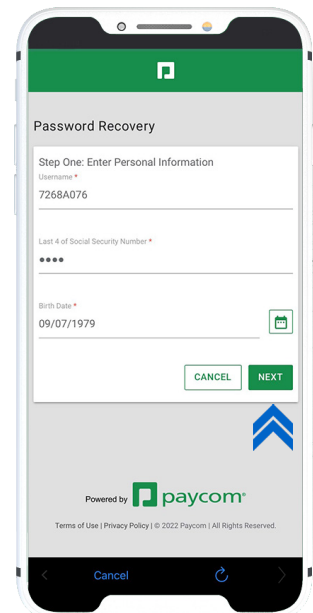 Password Recovery
Step One: Enter Personal Information
Username *
7268A076
Last 4 of Social Security Number *
••••
Birth Date *
09/07/1979
CANCEL NEXT
Powered by paycom®
Terms of Use | Privacy Policy | © 2022 Paycom | All Rights Reserved.
Cancel